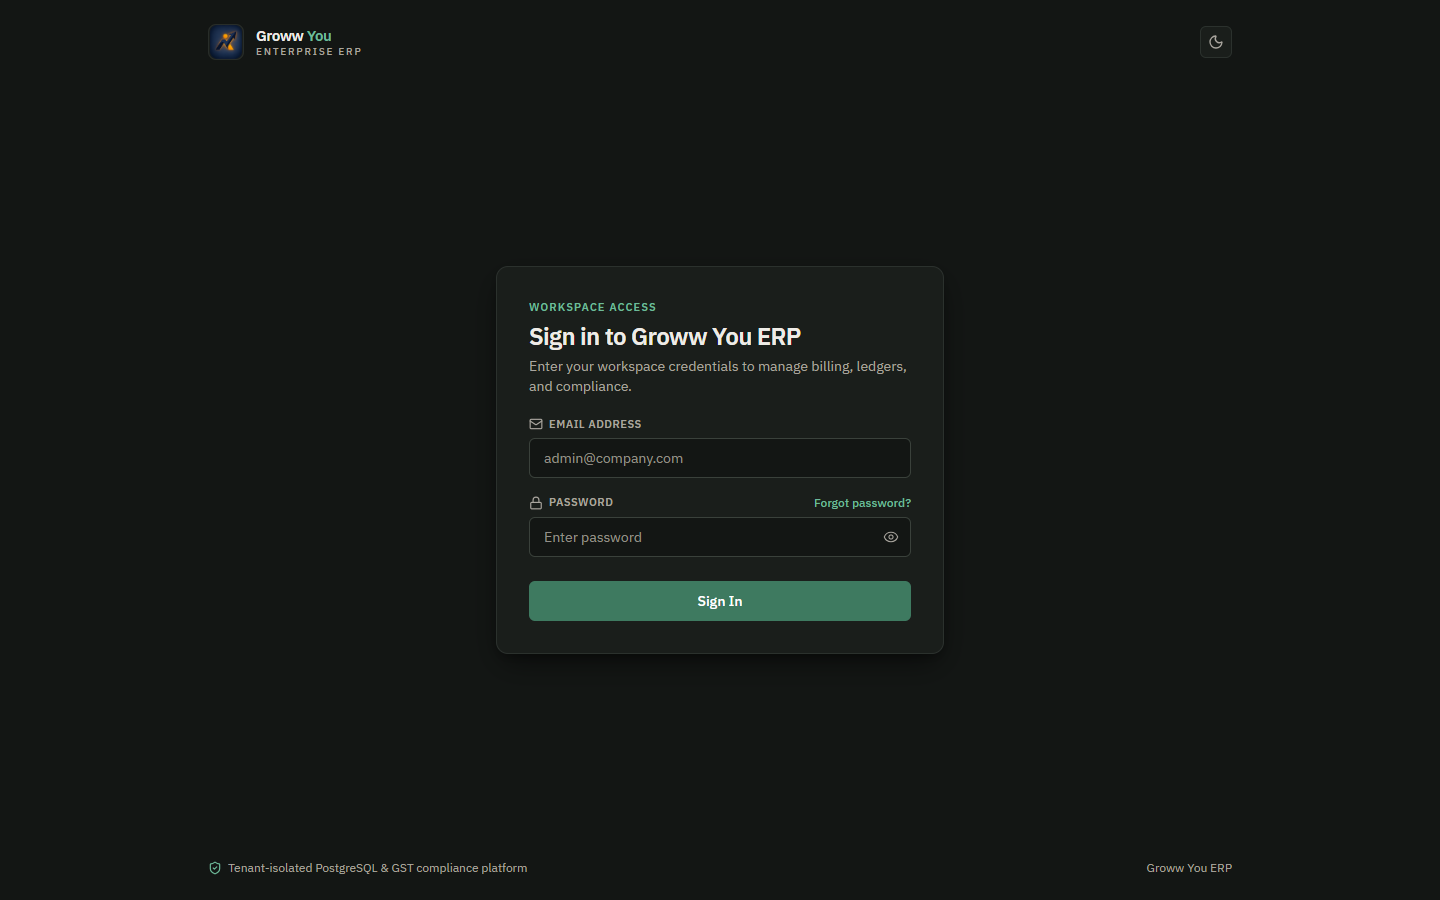 Groww You
ENTERPRISE ERP
WORKSPACE ACCESS
Sign in to Groww You ERP
Enter your workspace credentials to manage billing, ledgers,
and compliance.
EMAIL ADDRESS
admin@company.com
PASSWORD
Forgot password?
Enter password
Sign In
Tenant-isolated PostgreSQL & GST compliance platform
Groww You ERP